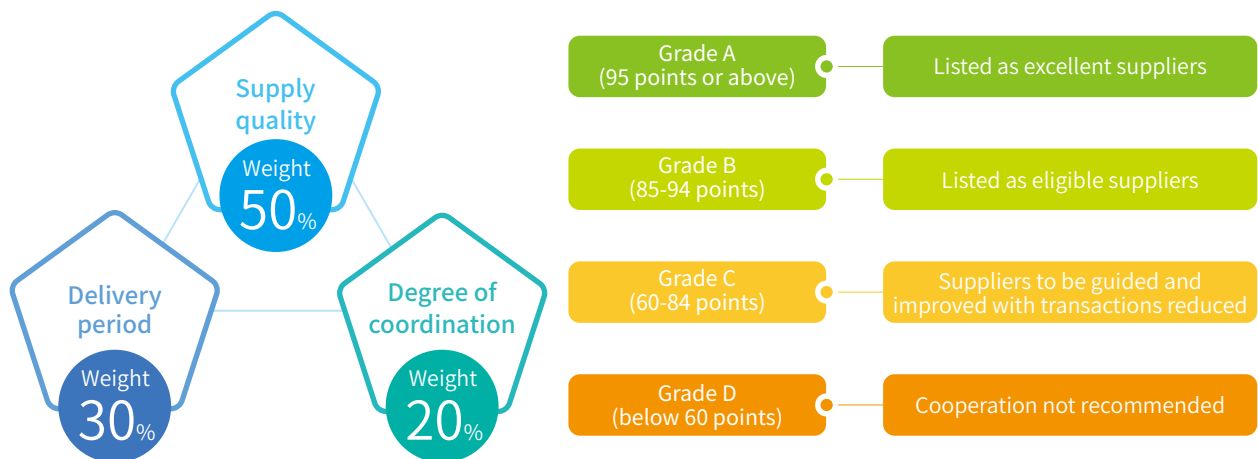 Supply
quality
Weight
50%
Delivery
period
Weight
30%
Degree of
coordination
Weight
20%
Grade A
(95 points or above)
Listed as excellent suppliers
Grade B
(85-94 points)
Listed as eligible suppliers
Grade C
(60-84 points)
Suppliers to be guided and
improved with transactions reduced
Grade D
(below 60 points)
Cooperation not recommended